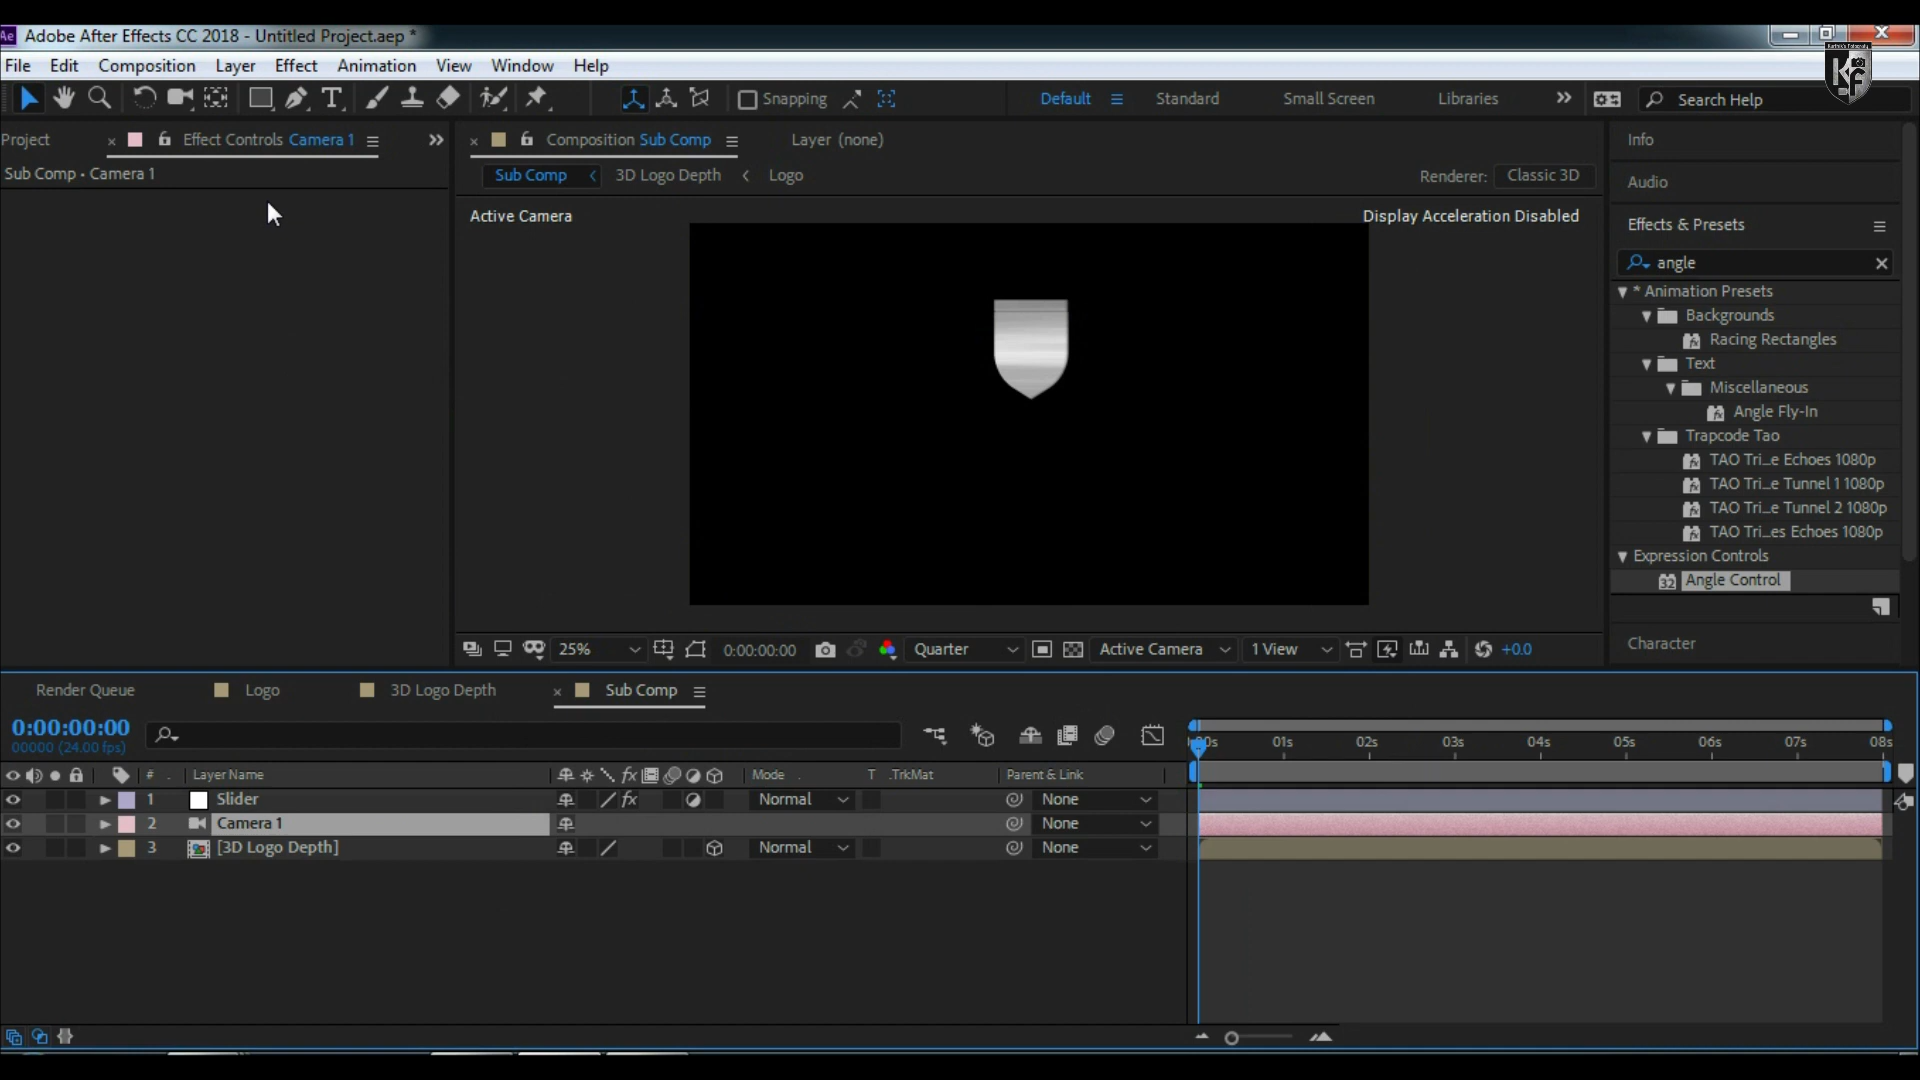 Ae Adobe After Effects CC 2018 - Untitled Project.aep *
File Edit Composition Layer Effect Animation View Window Help
T Snapping Default Standard Small Screen Libraries Search Help
Project Effect Controls Camera 1
Composition Sub Comp Layer (none)
Sub Comp • Camera 1
Sub Comp 3D Logo Depth Logo
Renderer: Classic 3D
Active Camera
Display Acceleration Disabled
25% 0:00:00:00 Quarter Active Camera 1 View +0.0
Info
Audio
Effects & Presets
angle
* Animation Presets
Backgrounds
Racing Rectangles
Text
Miscellaneous
Angle Fly-In
Trapcode Tao
TAO Tri...e Echoes 1080p
TAO Tri...e Tunnel 1 1080p
TAO Tri...e Tunnel 2 1080p
TAO Tri...es Echoes 1080p
Expression Controls
32 Angle Control
Character
Render Queue Logo 3D Logo Depth Sub Comp
0:00:00:00
00000 (24.00 fps)
01s 02s 03s 04s 05s 06s 07s 08s
# . Layer Name fx Mode . T .TrkMat Parent & Link
1 Slider fx Normal None
2 Camera 1 None
3 [3D Logo Depth] Normal None
KF